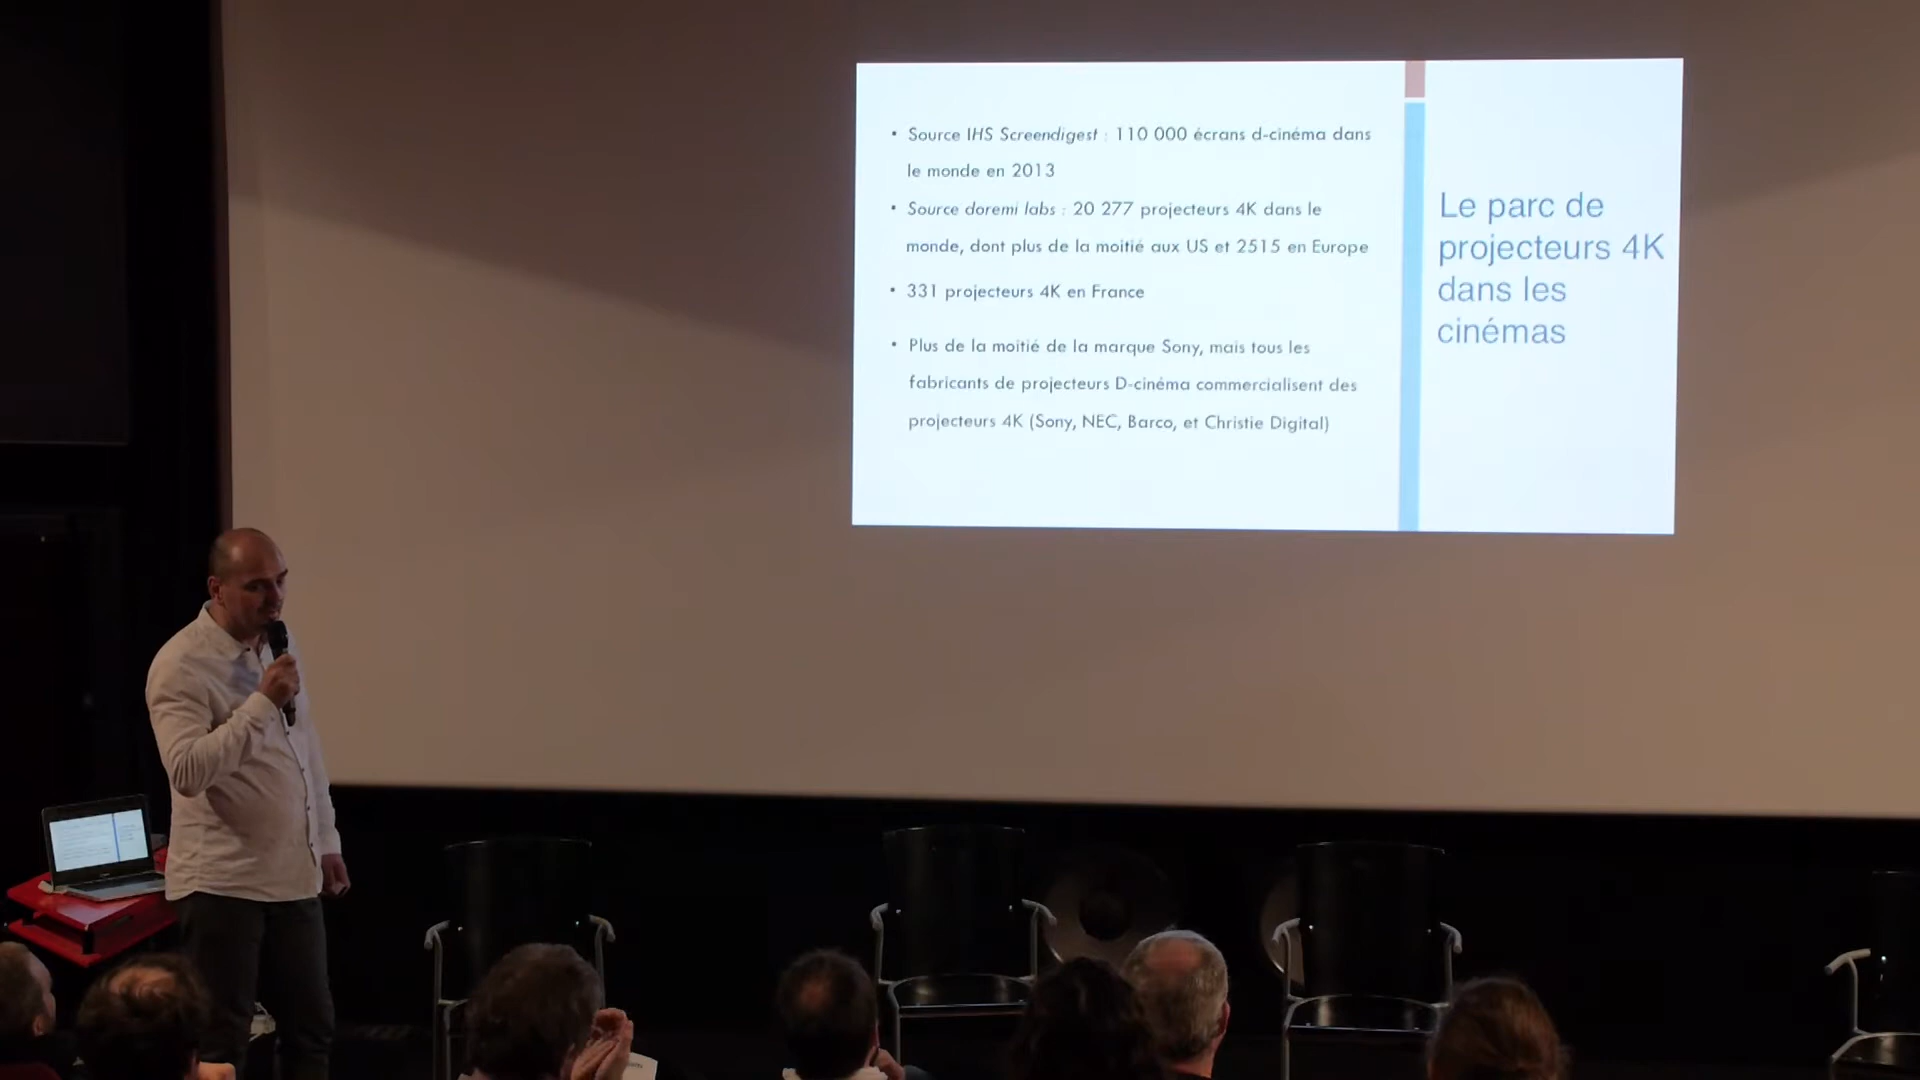 • Source IHS Screendigest : 110 000 écrans d-cinéma dans
le monde en 2013
• Source doremi labs : 20 277 projecteurs 4K dans le
monde, dont plus de la moitié aux US et 2515 en Europe
• 331 projecteurs 4K en France
• Plus de la moitié de la marque Sony, mais tous les
fabricants de projecteurs D-cinéma commercialisent des
projecteurs 4K (Sony, NEC, Barco, et Christie Digital)
Le parc de
projecteurs 4K
dans les
cinémas